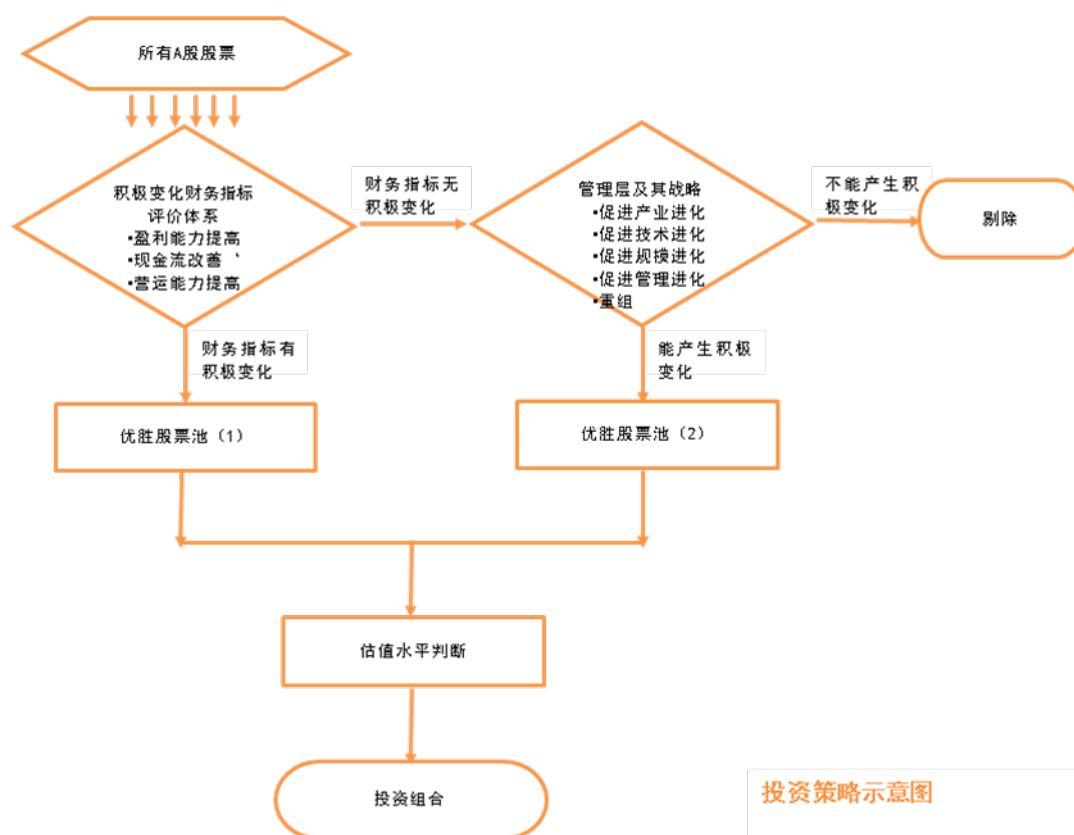 所有A股股票
积极变化财务指标
评价体系
▪盈利能力提高
▪现金流改善 、
▪营运能力提高
财务指标无
积极变化
管理层及其战略
▪促进产业进化
▪促进技术进化
▪促进规模进化
▪促进管理进化
▪重组
不能产生积
极变化
剔除
财务指标有
积极变化
能产生积极
变化
优胜股票池（1）
优胜股票池（2）
估值水平判断
投资组合
投资策略示意图